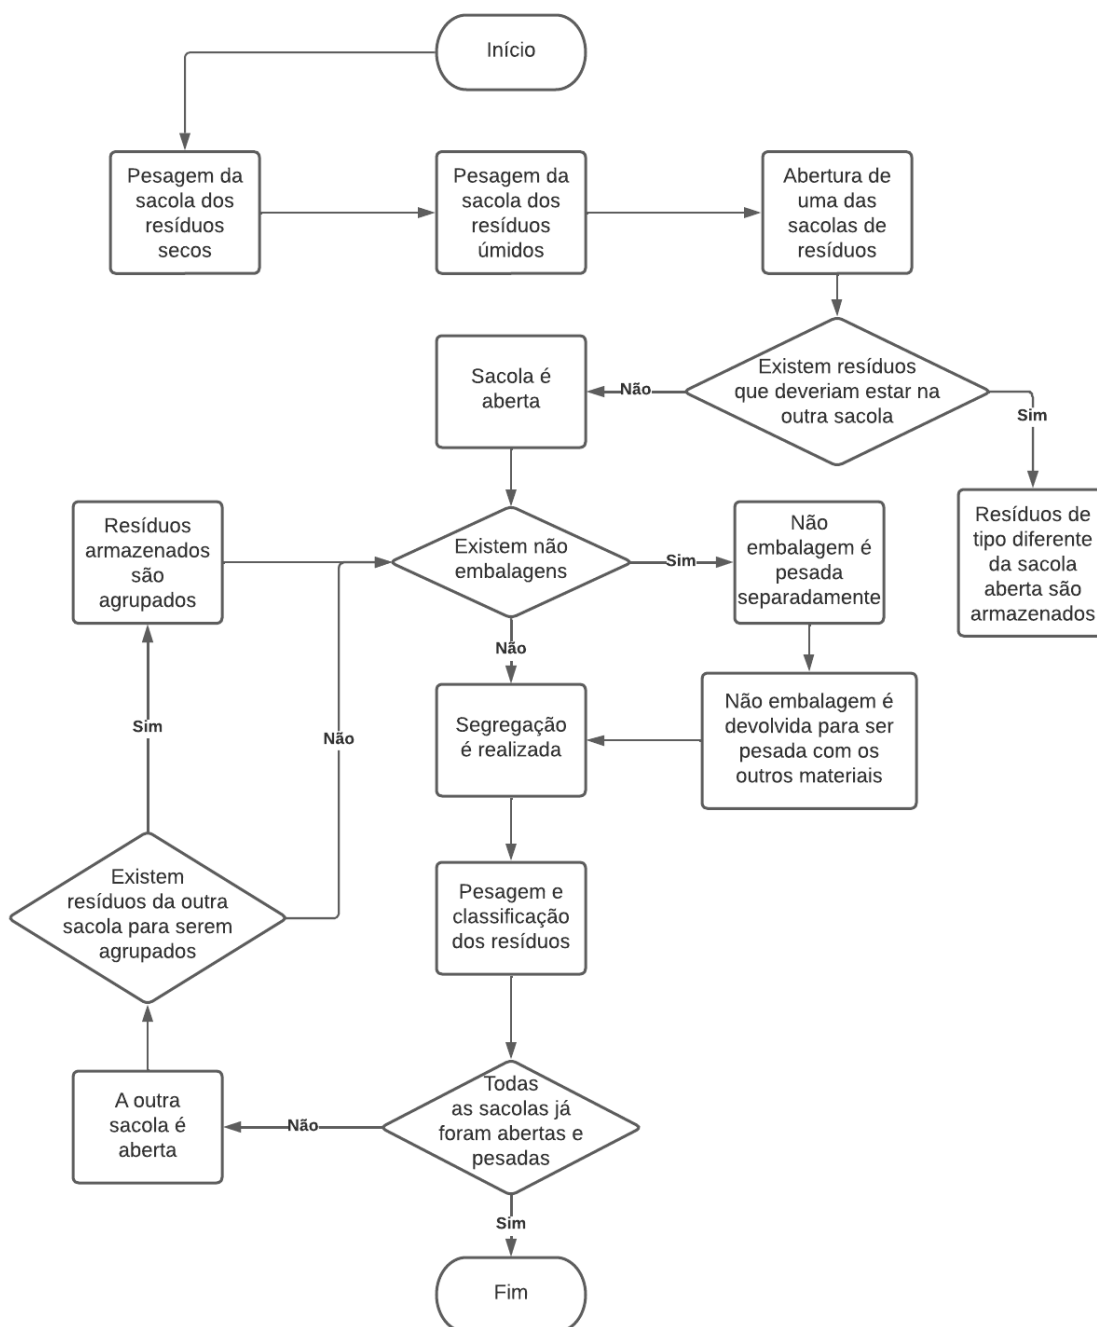 Início
Pesagem da
sacola dos
resíduos
secos
Pesagem da
sacola dos
resíduos
úmidos
Abertura de
uma das
sacolas de
resíduos
Existem resíduos
que deveriam estar na
outra sacola
Não
Sim
Sacola é
aberta
Resíduos de
tipo diferente
da sacola
aberta são
armazenados
Existem não
embalagens
Sim
Não
Não
embalagem é
pesada
separadamente
Não embalagem é
devolvida para ser
pesada com os
outros materiais
Segregação
é realizada
Pesagem e
classificação
dos resíduos
Todas
as sacolas já
foram abertas e
pesadas
Não
Sim
A outra
sacola é
aberta
Existem
resíduos da outra
sacola para serem
agrupados
Sim
Não
Resíduos
armazenados
são
agrupados
Fim